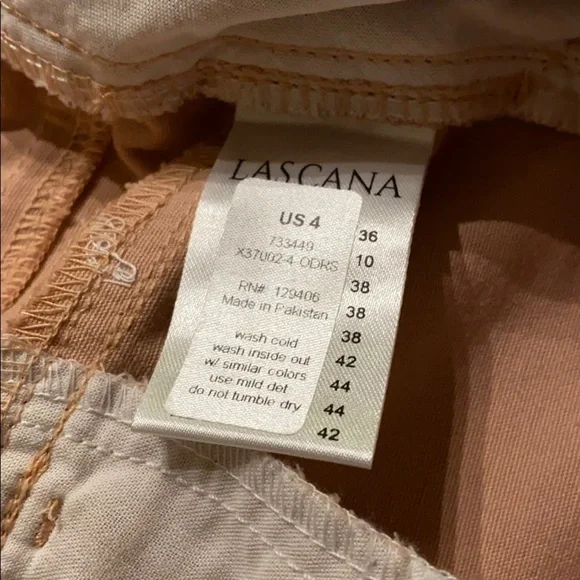 LASCANA
US 4
733449
X37002-4 ODRS
RN# 129406
Made in Pakistan
wash cold
wash inside out
w/ similar colors
use mild det
do not tumble dry
36
10
38
38
38
42
44
44
42